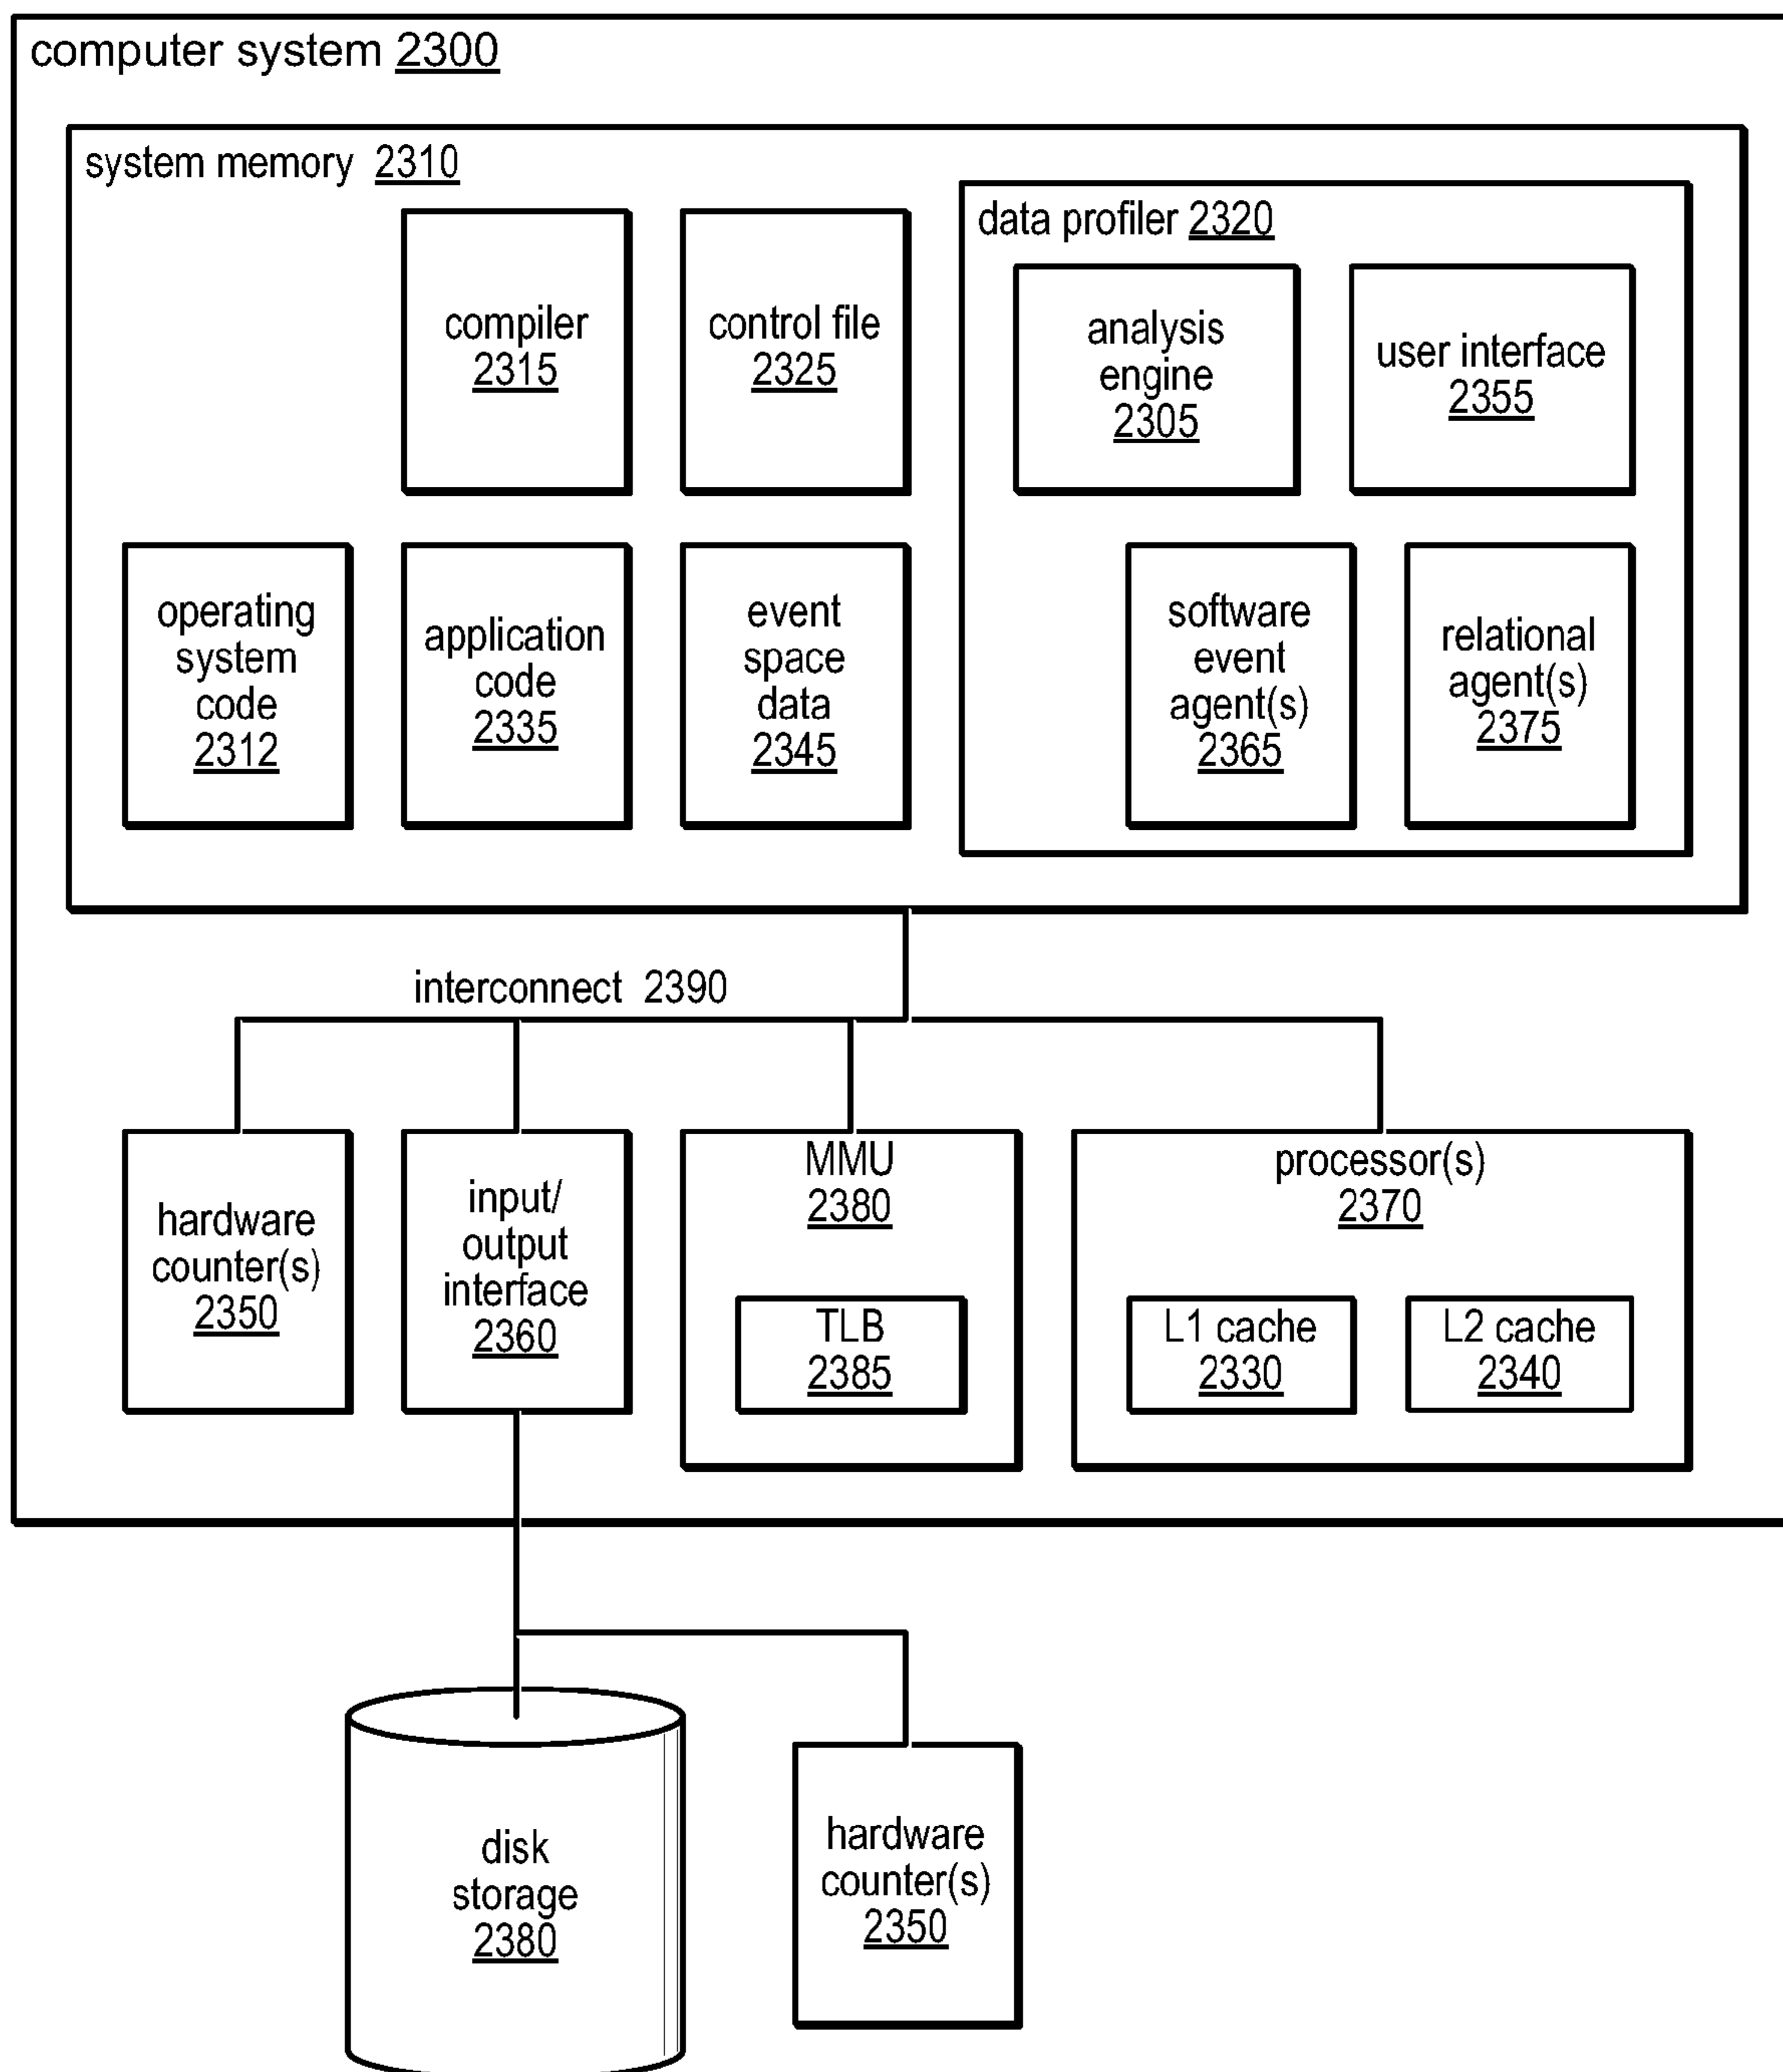 computer system 2300
system memory 2310
compiler
2315
control file
2325
data profiler 2320
analysis
engine
2305
user interface
2355
operating
system
code
2312
application
code
2335
event
space
data
2345
software
event
agent(s)
2365
relational
agent(s)
2375
interconnect 2390
hardware
counter(s)
2350
input/
output
interface
2360
MMU
2380
TLB
2385
processor(s)
2370
L1 cache
2330
L2 cache
2340
disk
storage
2380
hardware
counter(s)
2350